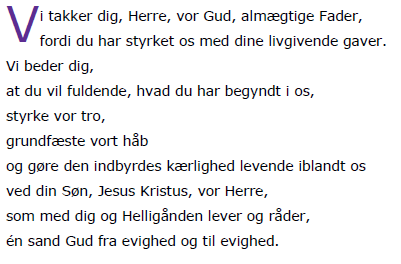 Vi takker dig, Herre, vor Gud, almægtige Fader,
fordi du har styrket os med dine livgivende gaver.
Vi beder dig,
at du vil fuldende, hvad du har begyndt i os,
styrke vor tro,
grundfæste vort håb
og gøre den indbyrdes kærlighed levende iblandt os
ved din Søn, Jesus Kristus, vor Herre,
som med dig og Helligånden lever og råder,
én sand Gud fra evighed og til evighed.